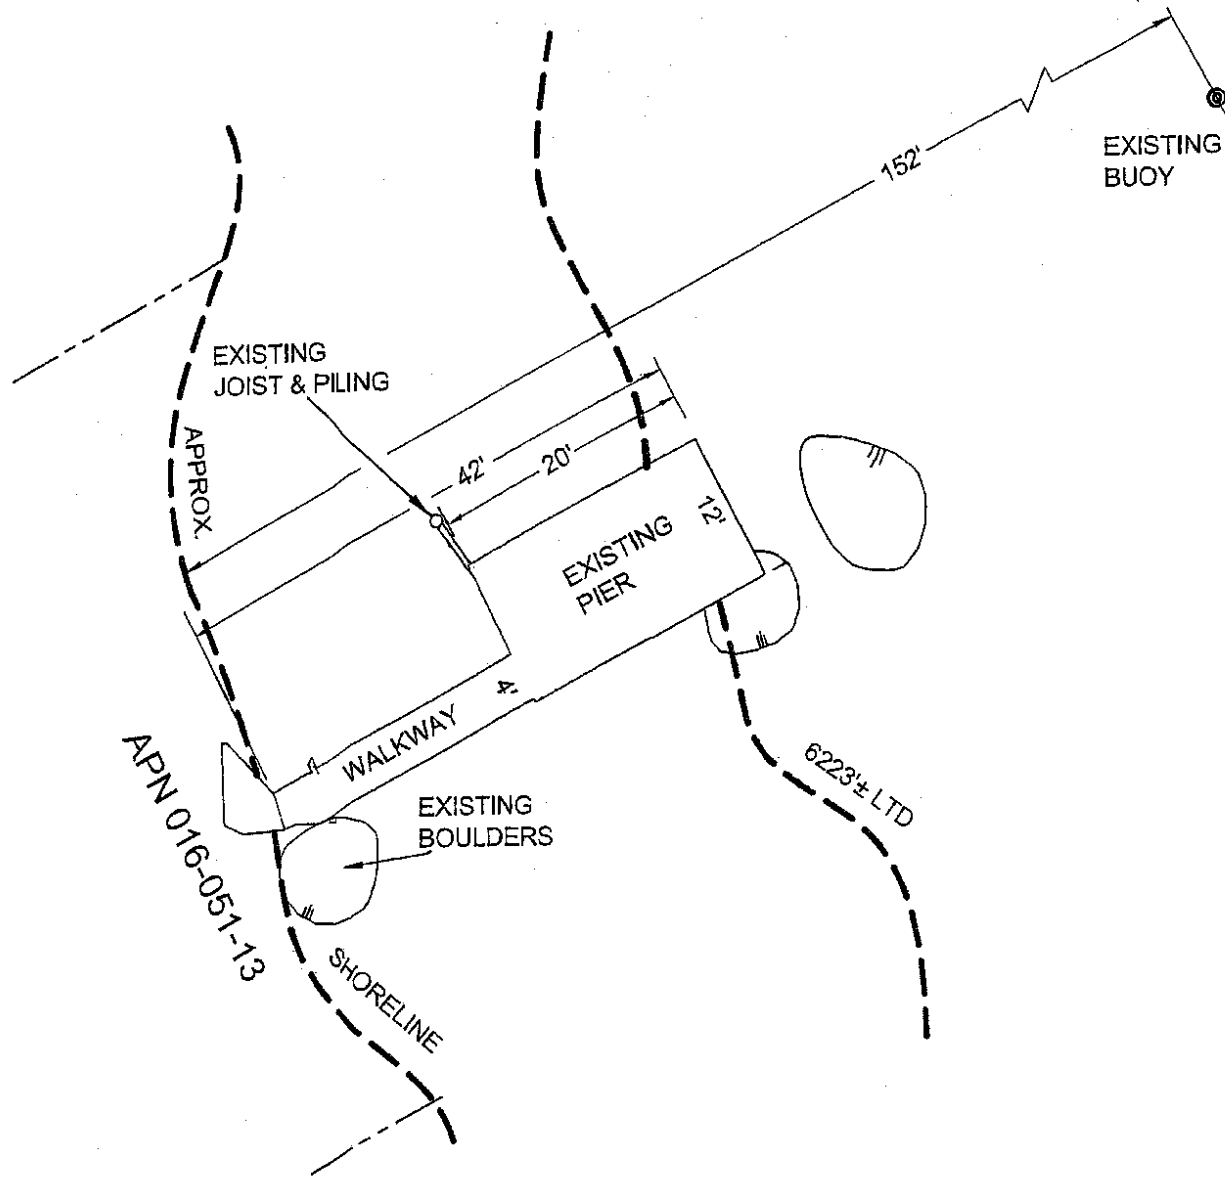 152'
EXISTING
BUOY
EXISTING
JOIST & PILING
APPROX.
42'
20'
12'
EXISTING
PIER
4'
WALKWAY
APN 016-051-13
EXISTING
BOULDERS
6223'± LTD
SHORELINE